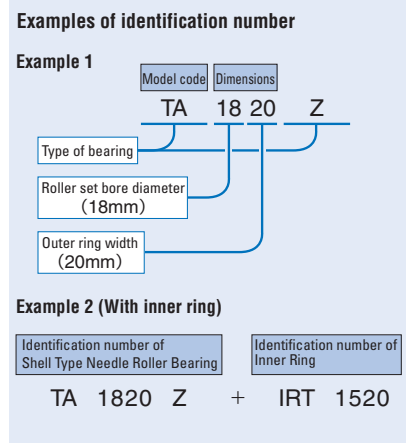 Examples of identification number
Example 1
Model code Dimensions
TA 18 20 Z
Type of bearing
Roller set bore diameter
（18mm）
Outer ring width
（20mm）
Example 2 (With inner ring)
Identification number of
Shell Type Needle Roller Bearing
Identification number of
Inner Ring
TA 1820 Z + IRT 1520